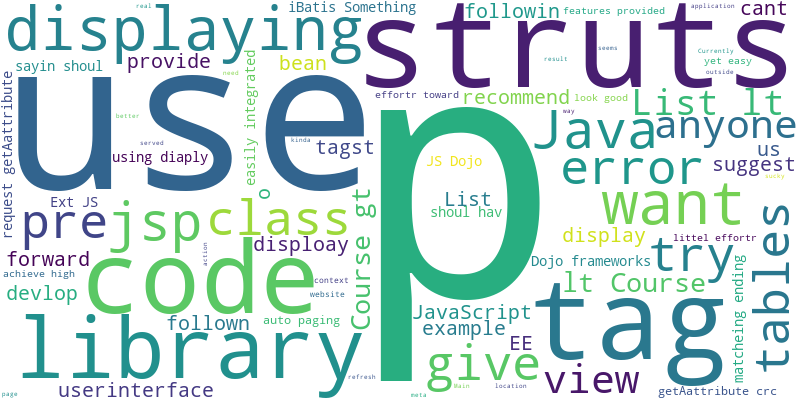 real
iBatis Something
displaying
struts
followin
features provided
application
cant
sayin shoul
provide
bean
Currently
seems
yet easy
use
need
easily integrated
result
outside
request getAattribute
effortr toward
recommend
look good
List lt
better
p
way
Java
anyone
served
kinda
tagst
using diaply
JS Dojo
error
us
suggest
sucky
Ext JS
o
List
want
pre
jsp
class
shoul hav
display
littel effortr
tables
forward
code
action
disploay
Course gt
Dojo frameworks
try
achieve high
context
tag
lt Course
matcheing ending
devlop
website
JavaScript
library
follown
auto paging
example
EE
give
view
userinterface
refresh
Main
location
getAattribute crc
page
meta